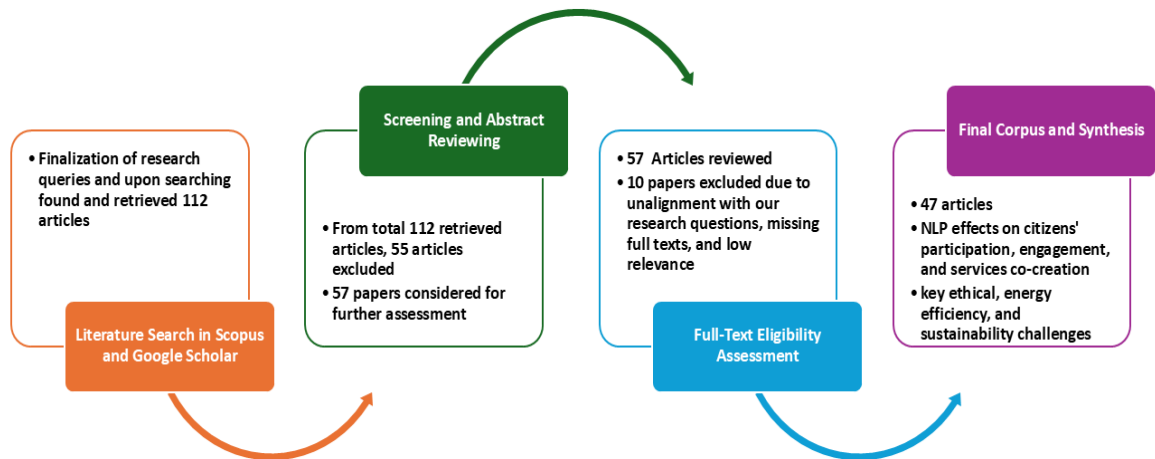 • Finalization of research
queries and upon searching
found and retrieved 112
articles
Literature Search in Scopus
and Google Scholar
Screening and Abstract
Reviewing
• From total 112 retrieved
articles, 55 articles
excluded
• 57 papers considered for
further assessment
• 57 Articles reviewed
• 10 papers excluded due to
unalignment with our
research questions, missing
full texts, and low
relevance
Full-Text Eligibility
Assessment
Final Corpus and Synthesis
• 47 articles
• NLP effects on citizens'
participation, engagement,
and services co-creation
• key ethical, energy
efficiency, and
sustainability challenges